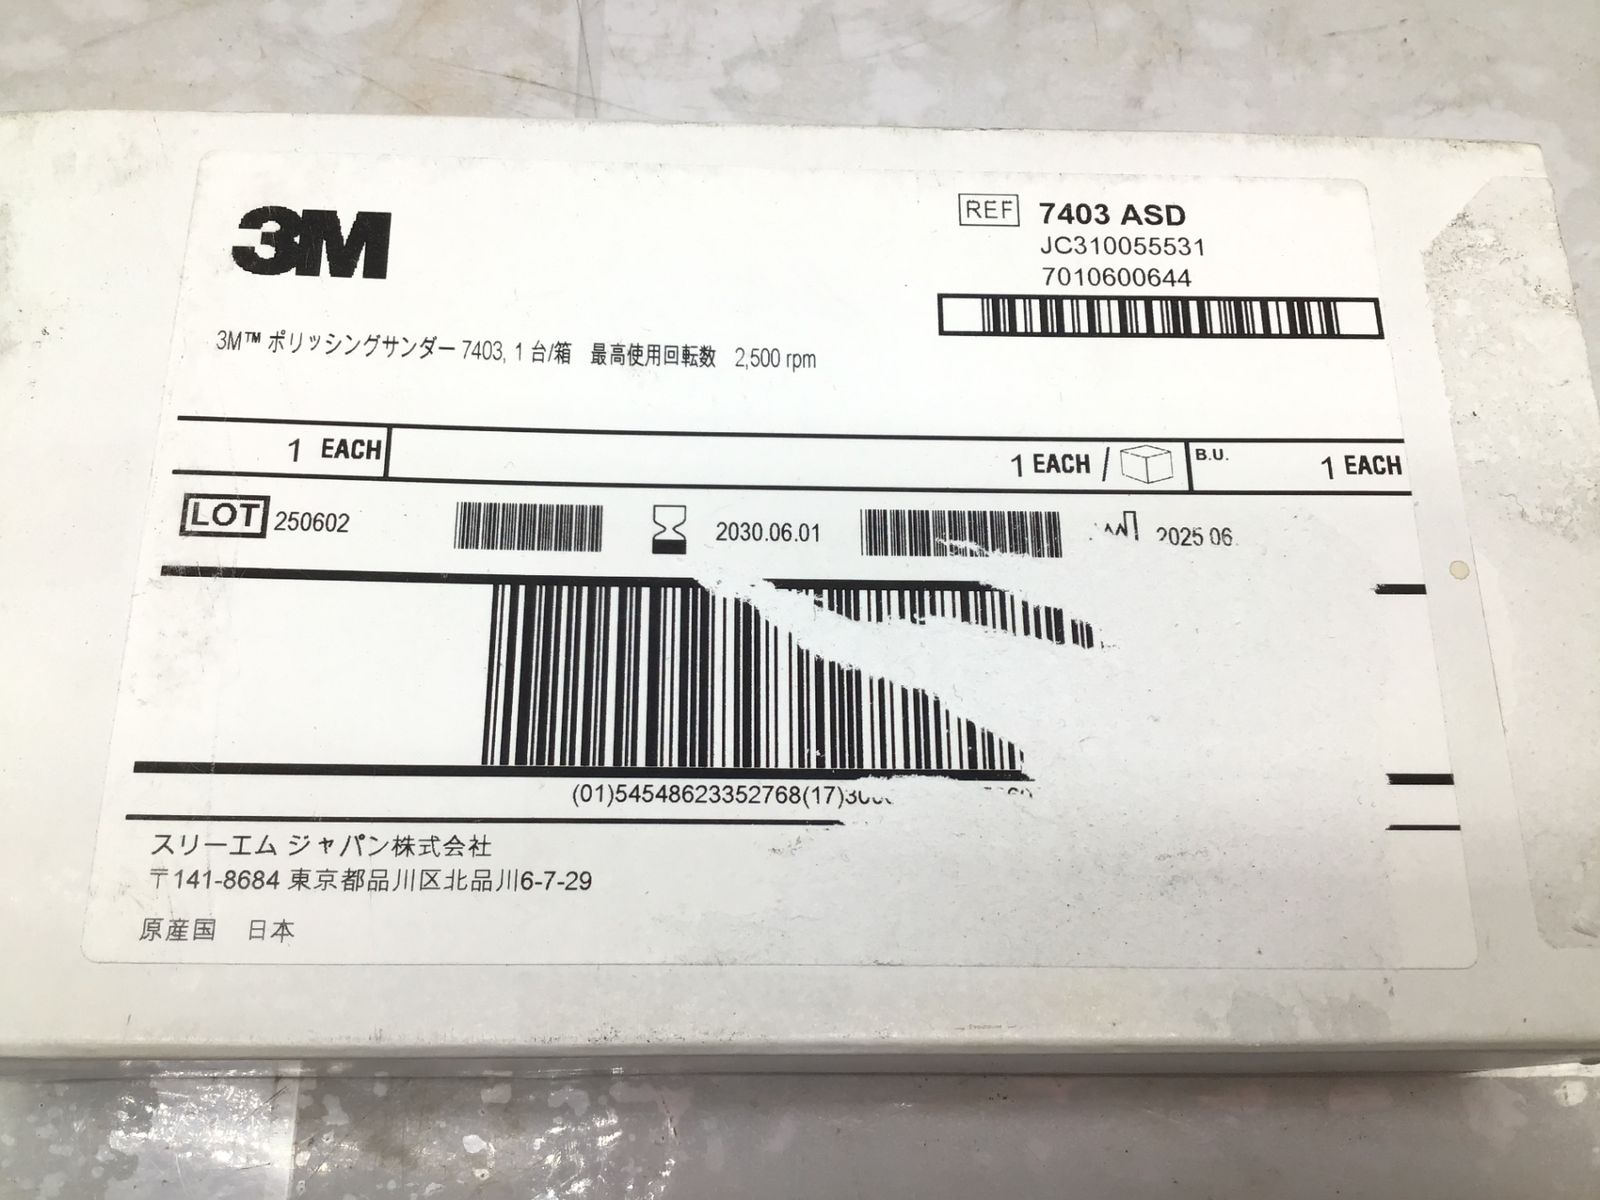 3M
REF 7403 ASD
JC310055531
7010600644
3M™ ポリッシングサンダー 7403, 1 台/箱 最高使用回転数 2,500 rpm
1 EACH
1 EACH /
B.U. 1 EACH
LOT 250602
2030.06.01
2025 06
(01)54548623352768(17)30
スリーエム ジャパン株式会社
〒141-8684 東京都品川区北品川6-7-29
原産国 日本